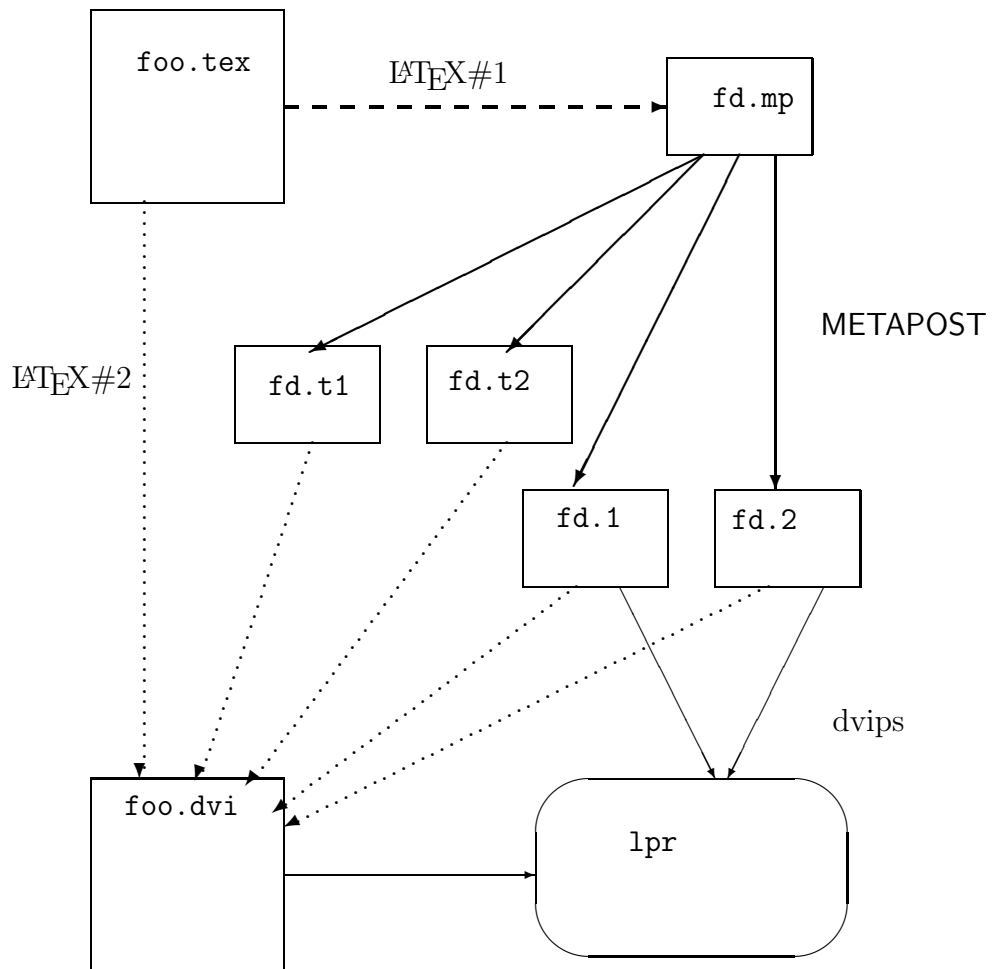 foo.tex
LATEX#1
fd.mp
METAPOST
LATEX#2
fd.t1
fd.t2
fd.1
fd.2
dvips
foo.dvi
lpr